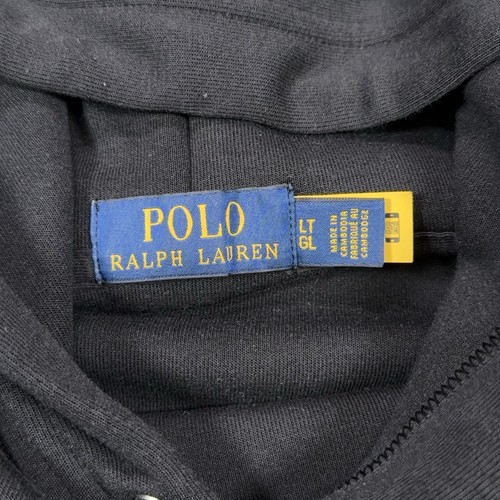 POLO
RALPH LAUREN
LT
GL
MADE IN
CAMBODIA
FABRIQUÉ AU
CAMBODGE